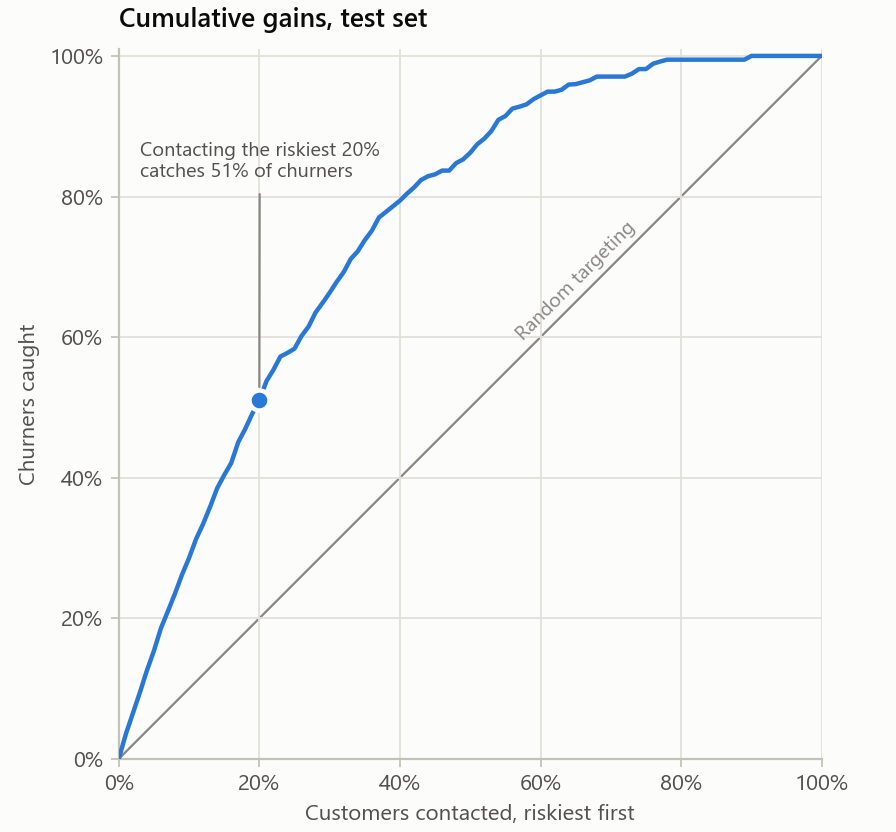 Cumulative gains, test set
100%
80%
60%
40%
20%
0%
Churners caught
Contacting the riskiest 20%
catches 51% of churners
Random targeting
0%
20%
40%
60%
80%
100%
Customers contacted, riskiest first